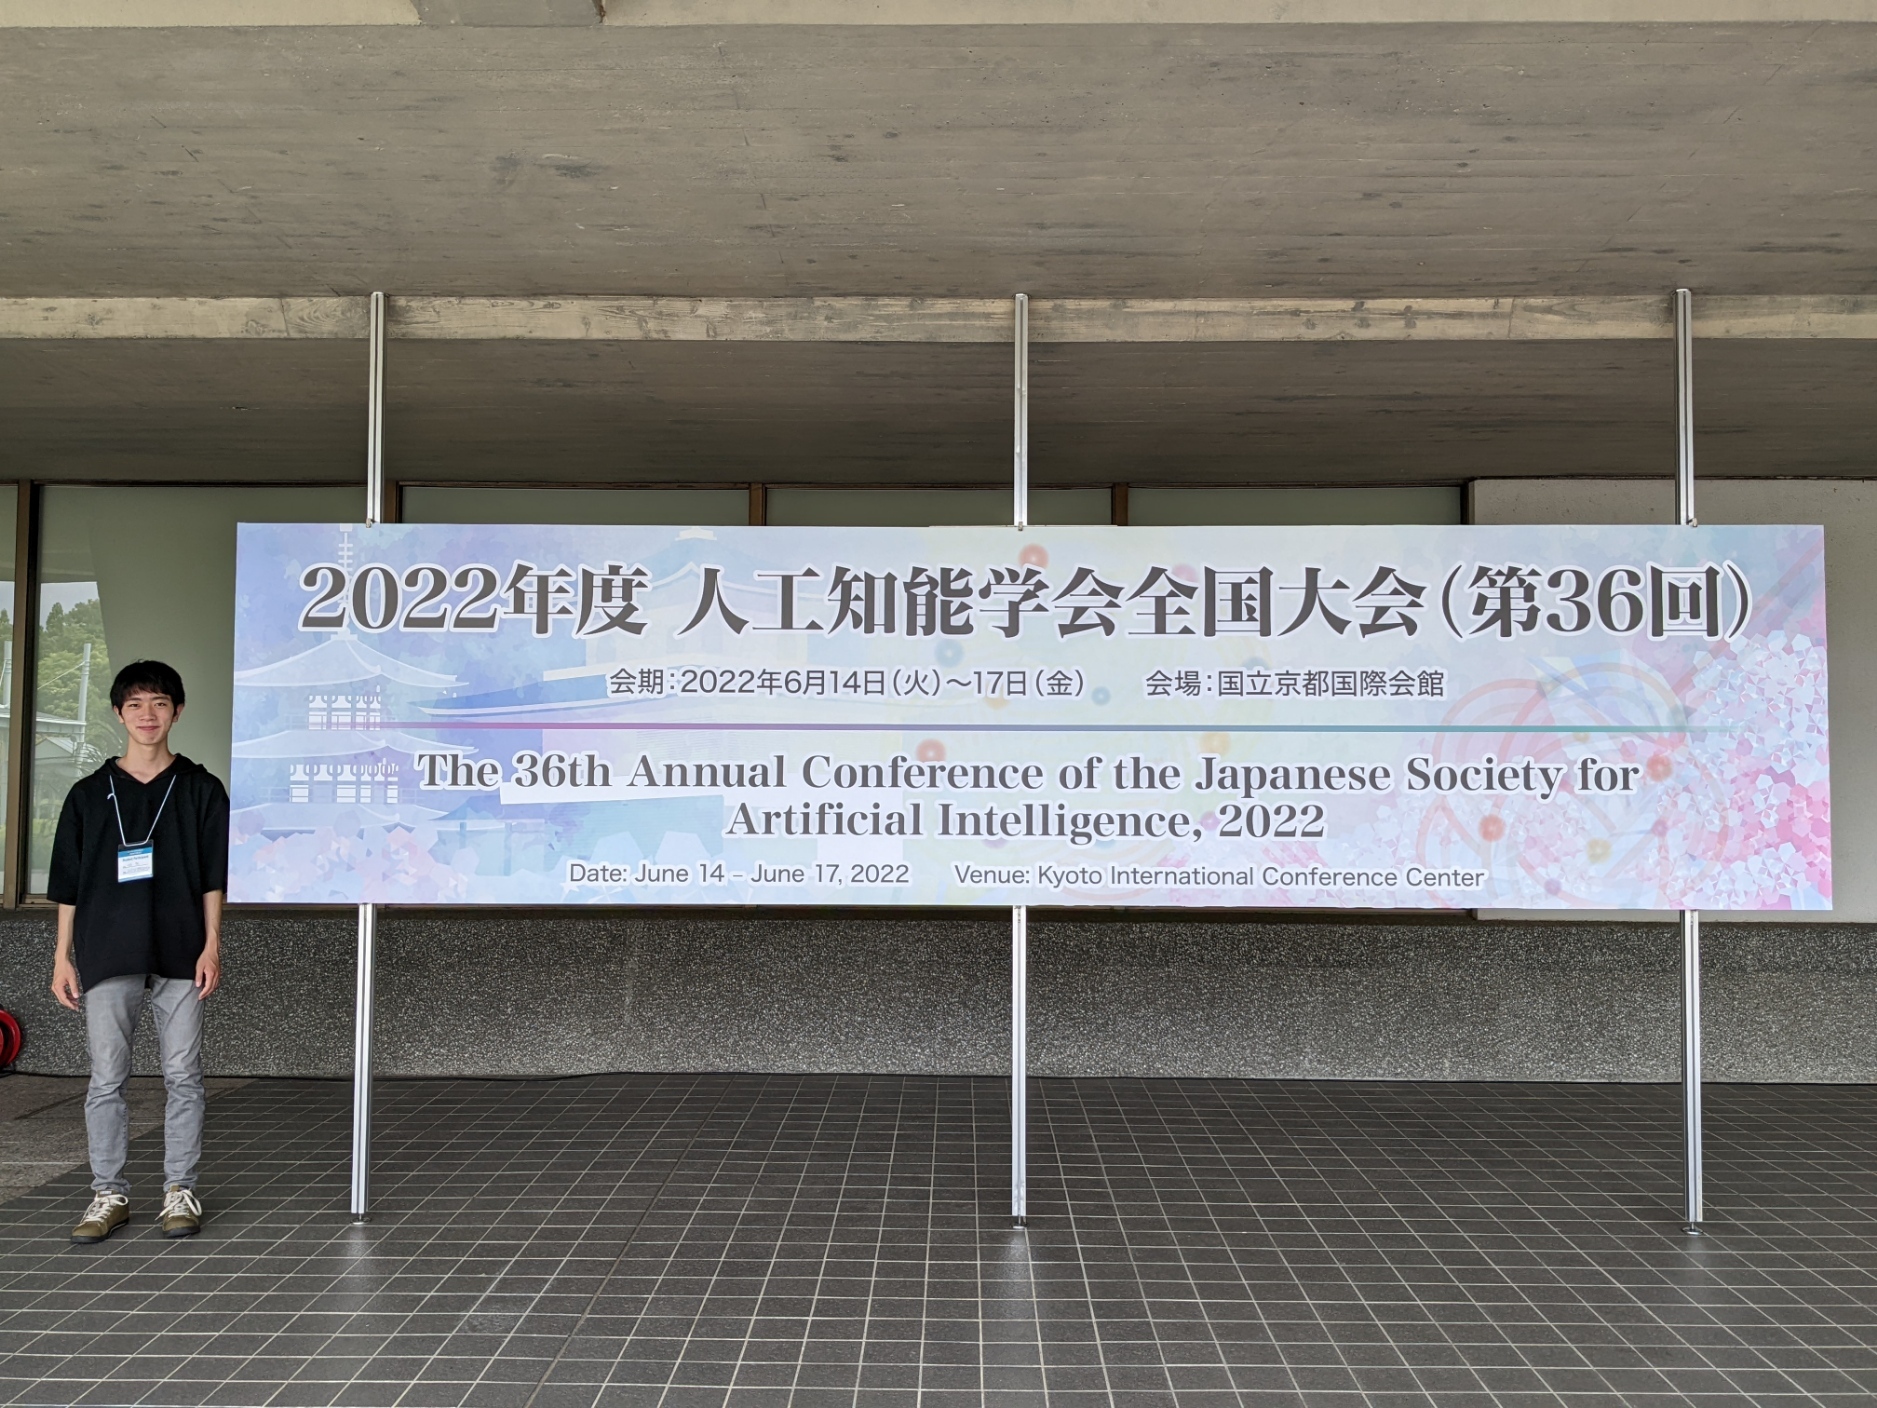 2022年度 人工知能学会全国大会（第36回）
会期：2022年6月14日（火）～17日（金） 会場：国立京都国際会館
The 36th Annual Conference of the Japanese Society for
Artificial Intelligence, 2022
Date: June 14 – June 17, 2022 Venue: Kyoto International Conference Center